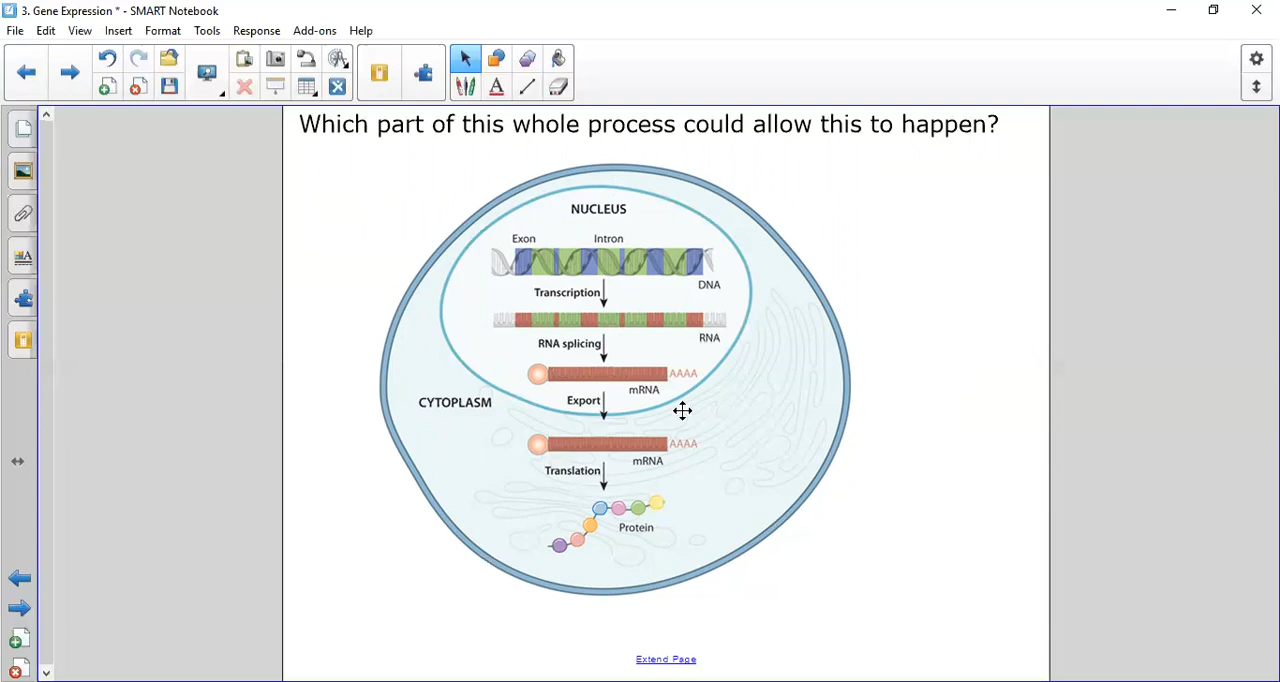 3. Gene Expression * - SMART Notebook
File Edit View Insert Format Tools Response Add-ons Help
Which part of this whole process could allow this to happen?
NUCLEUS
Exon Intron
DNA
Transcription
RNA
RNA splicing
AAAA
mRNA
Export
CYTOPLASM
AAAA
mRNA
Translation
Protein
Extend Page